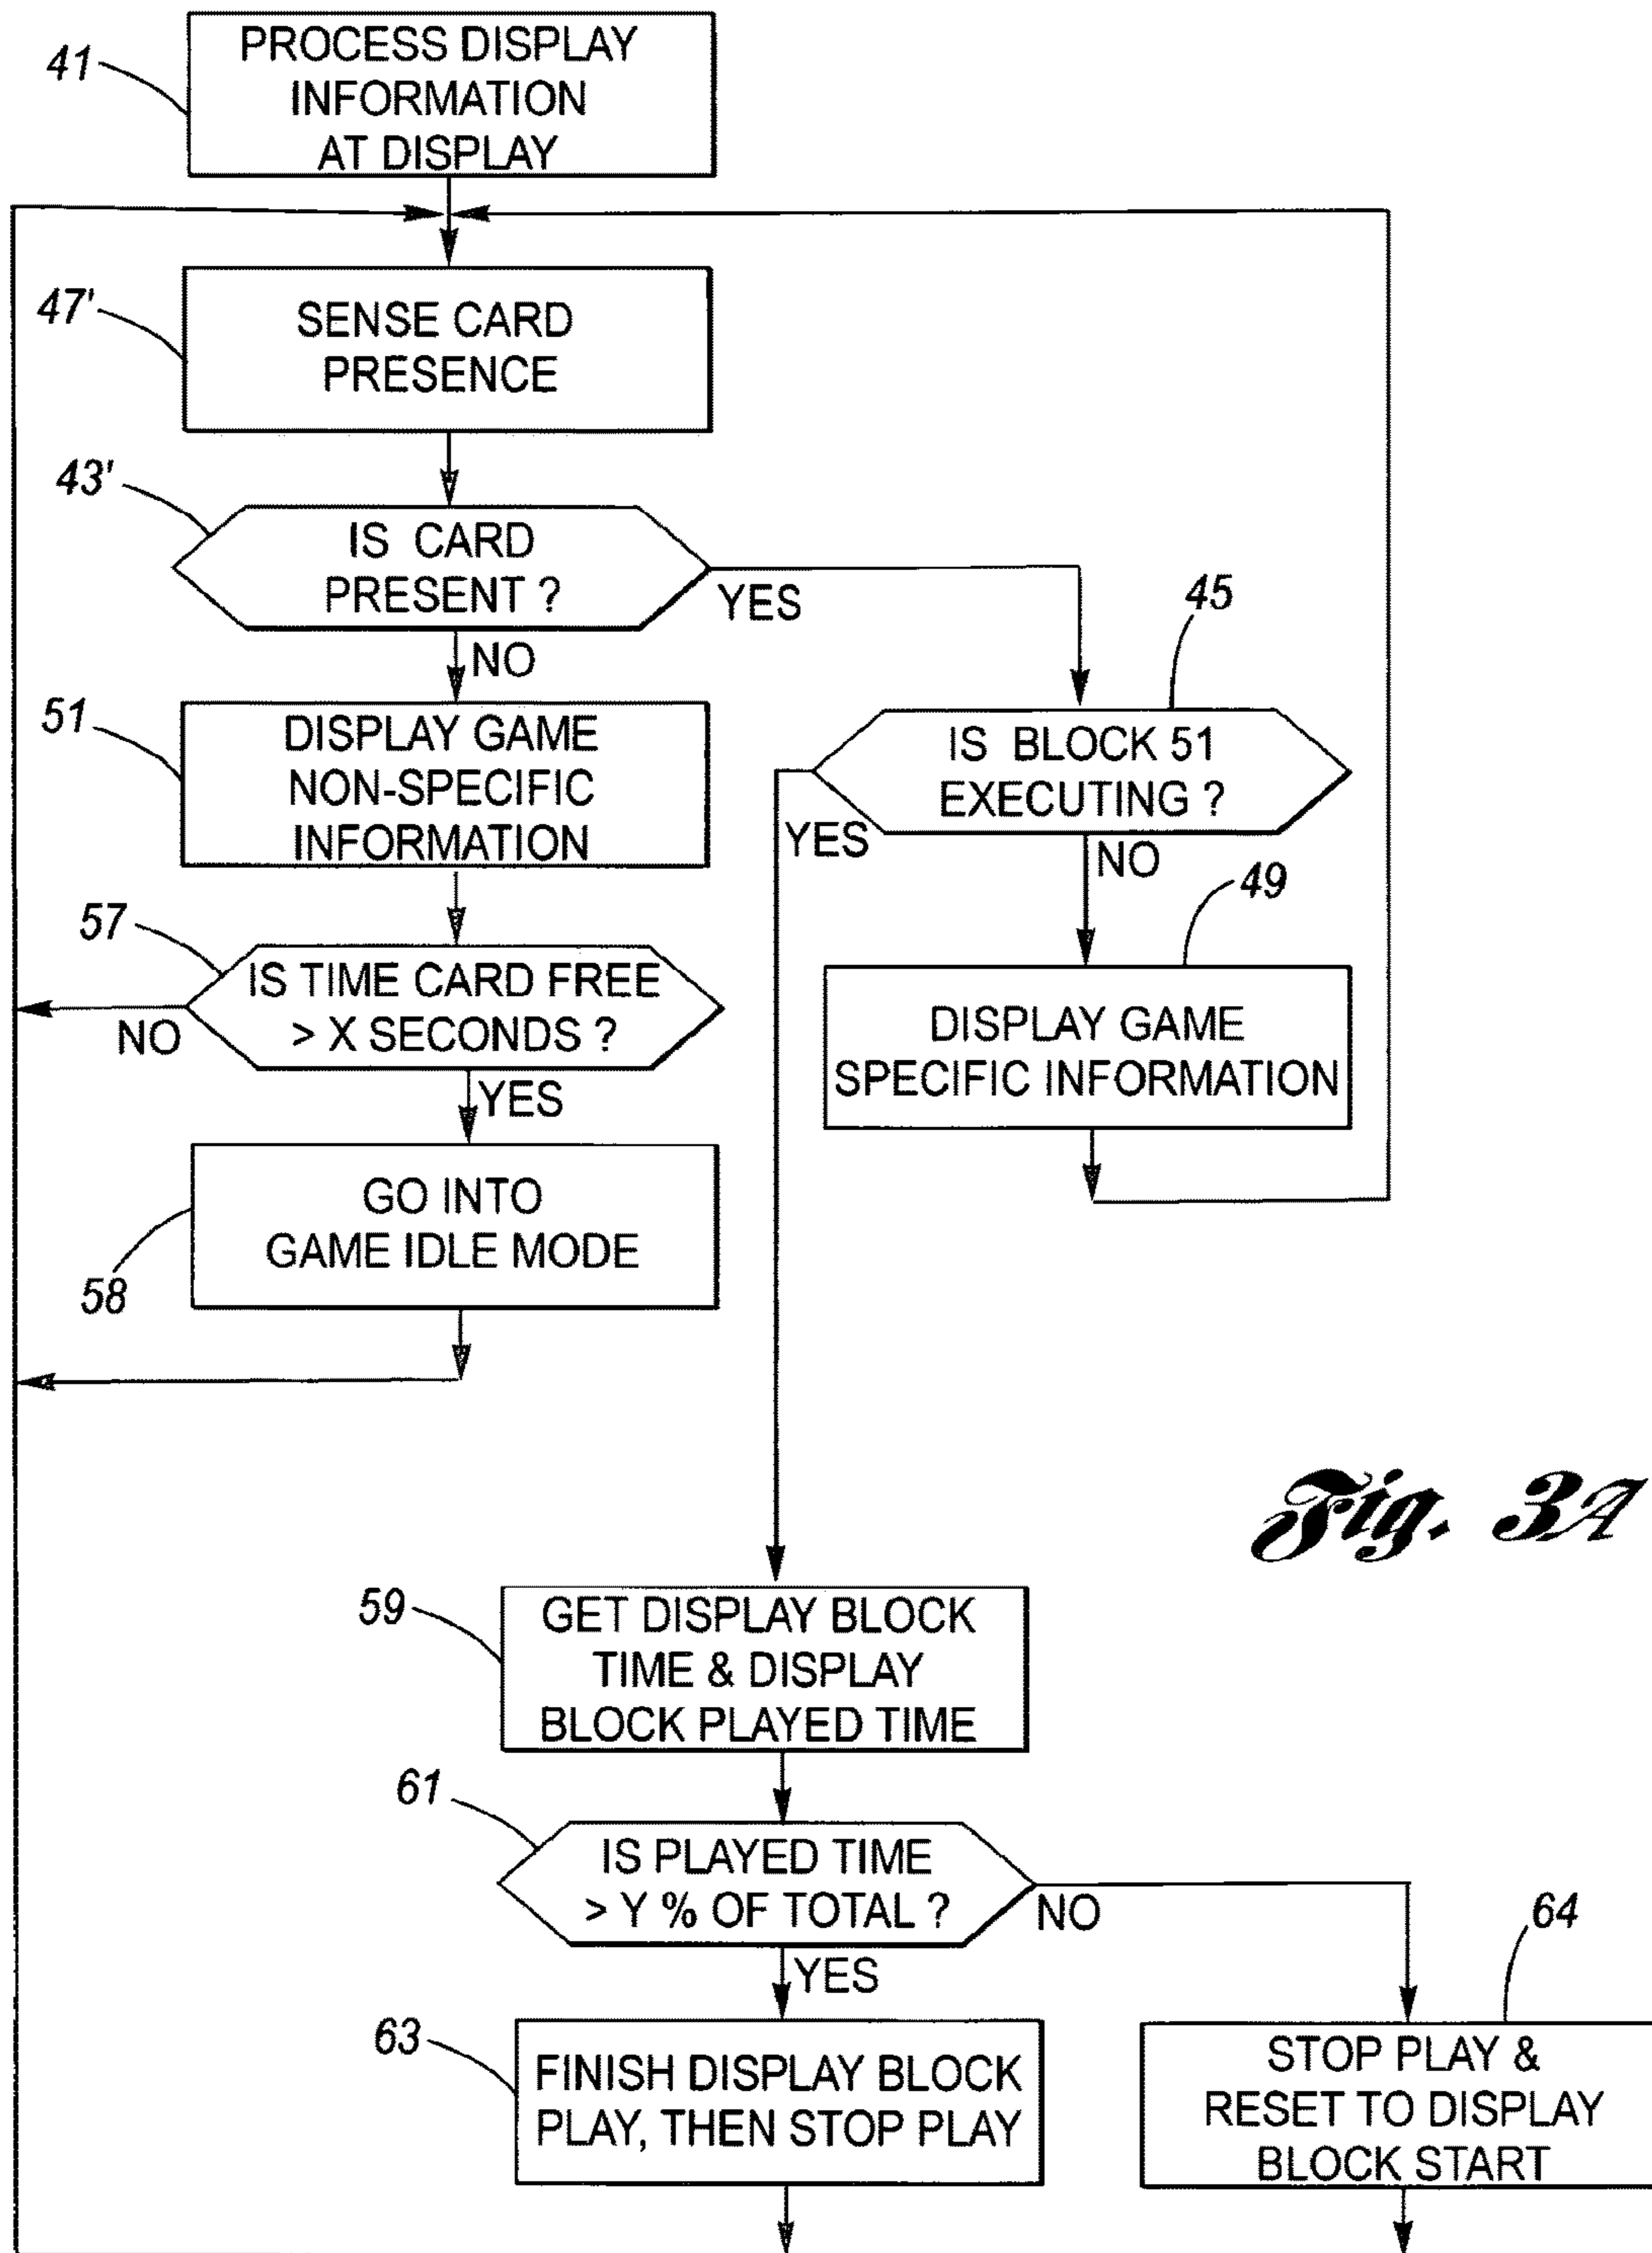 41
PROCESS DISPLAY
INFORMATION
AT DISPLAY
47'
SENSE CARD
PRESENCE
43'
IS CARD
PRESENT ?
YES
NO
45
IS BLOCK 51
EXECUTING ?
YES
NO
51
DISPLAY GAME
NON-SPECIFIC
INFORMATION
49
DISPLAY GAME
SPECIFIC INFORMATION
57
IS TIME CARD FREE
> X SECONDS ?
NO
YES
58
GO INTO
GAME IDLE MODE
Fig. 3A
59
GET DISPLAY BLOCK
TIME & DISPLAY
BLOCK PLAYED TIME
61
IS PLAYED TIME
> Y % OF TOTAL ?
NO
YES
63
FINISH DISPLAY BLOCK
PLAY, THEN STOP PLAY
64
STOP PLAY &
RESET TO DISPLAY
BLOCK START